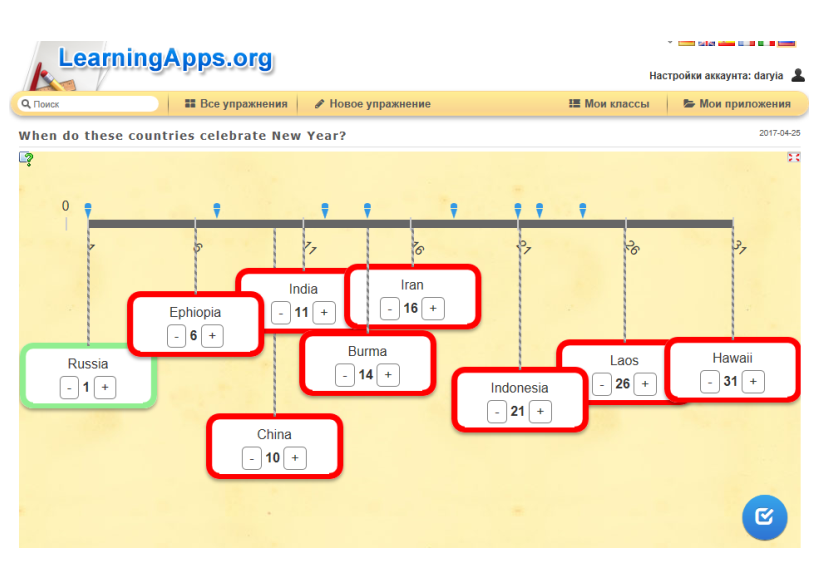 LearningApps.org
Настройки аккаунта: daryia
Поиск
Все упражнения
Новое упражнение
Мои классы
Мои приложения
When do these countries celebrate New Year?
2017-04-25
0
1
6
11
16
21
26
31
India
- 11 +
Iran
- 16 +
Ephiopia
- 6 +
Burma
- 14 +
Russia
- 1 +
Laos
- 26 +
Hawaii
- 31 +
Indonesia
- 21 +
China
- 10 +